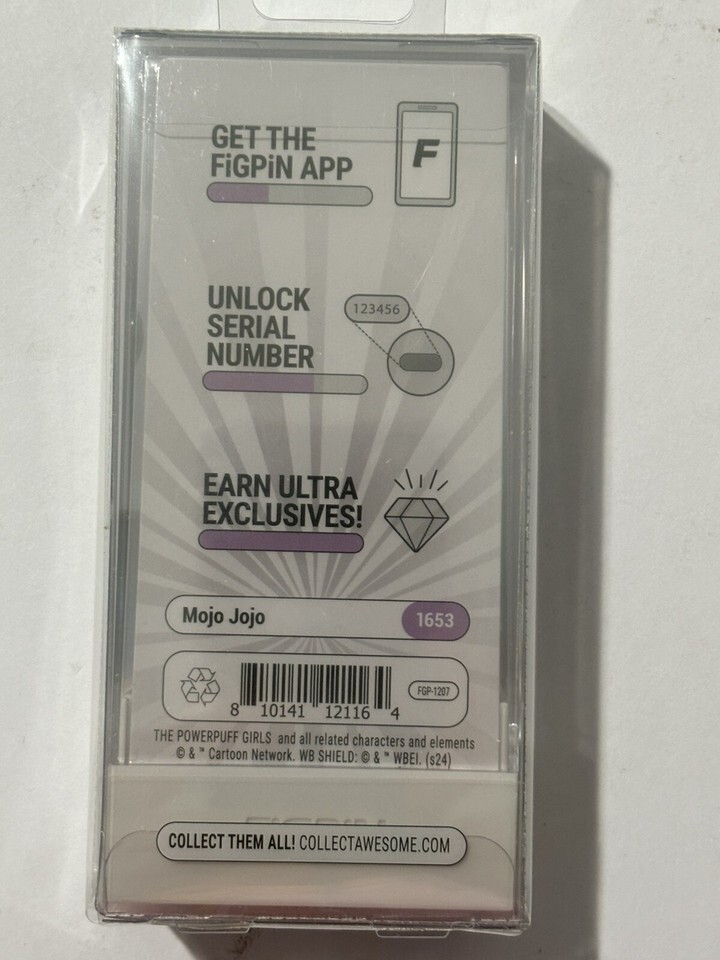 GET THE
FiGPiN APP
F
UNLOCK
SERIAL
NUMBER
123456
EARN ULTRA
EXCLUSIVES!
Mojo Jojo 1653
FGP-1207
8 10141 12116 4
THE POWERPUFF GIRLS and all related characters and elements
© & ™ Cartoon Network. WB SHIELD: © & ™ WBEI. (s24)
FiGPiN
COLLECT THEM ALL! COLLECTAWESOME.COM